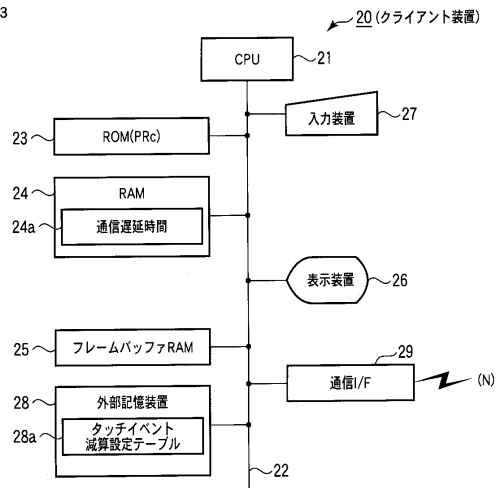 3
20(クライアント装置)
CPU
21
入力装置
27
23
ROM(PRc)
24
RAM
24a
通信遅延時間
表示装置
26
25
フレームバッファRAM
29
通信I/F
(N)
28
外部記憶装置
28a
タッチイベント
減算設定テーブル
22